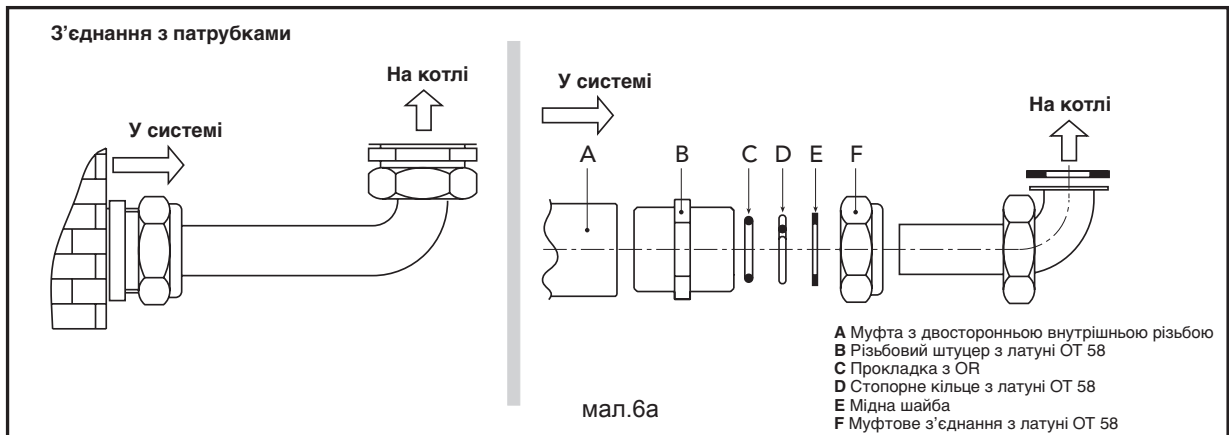 З’єднання з патрубками
На котлі
У системі
У системі
На котлі
A B C D E F
A Муфта з двосторонньою внутрішньою різьбою
B Різьбовий штуцер з латуні ОТ 58
C Прокладка з OR
D Стопорне кільце з латуні ОТ 58
E Мідна шайба
F Муфтове з’єднання з латуні ОТ 58
мал.6а